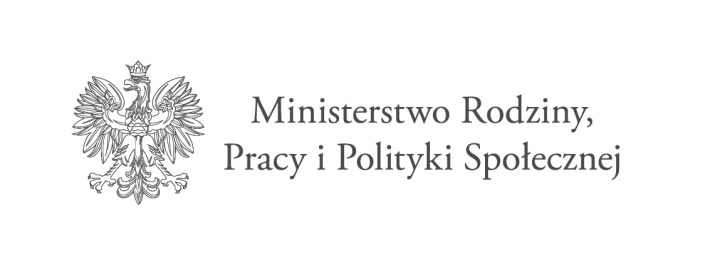 Ministerstwo Rodziny,
Pracy i Polityki Społecznej